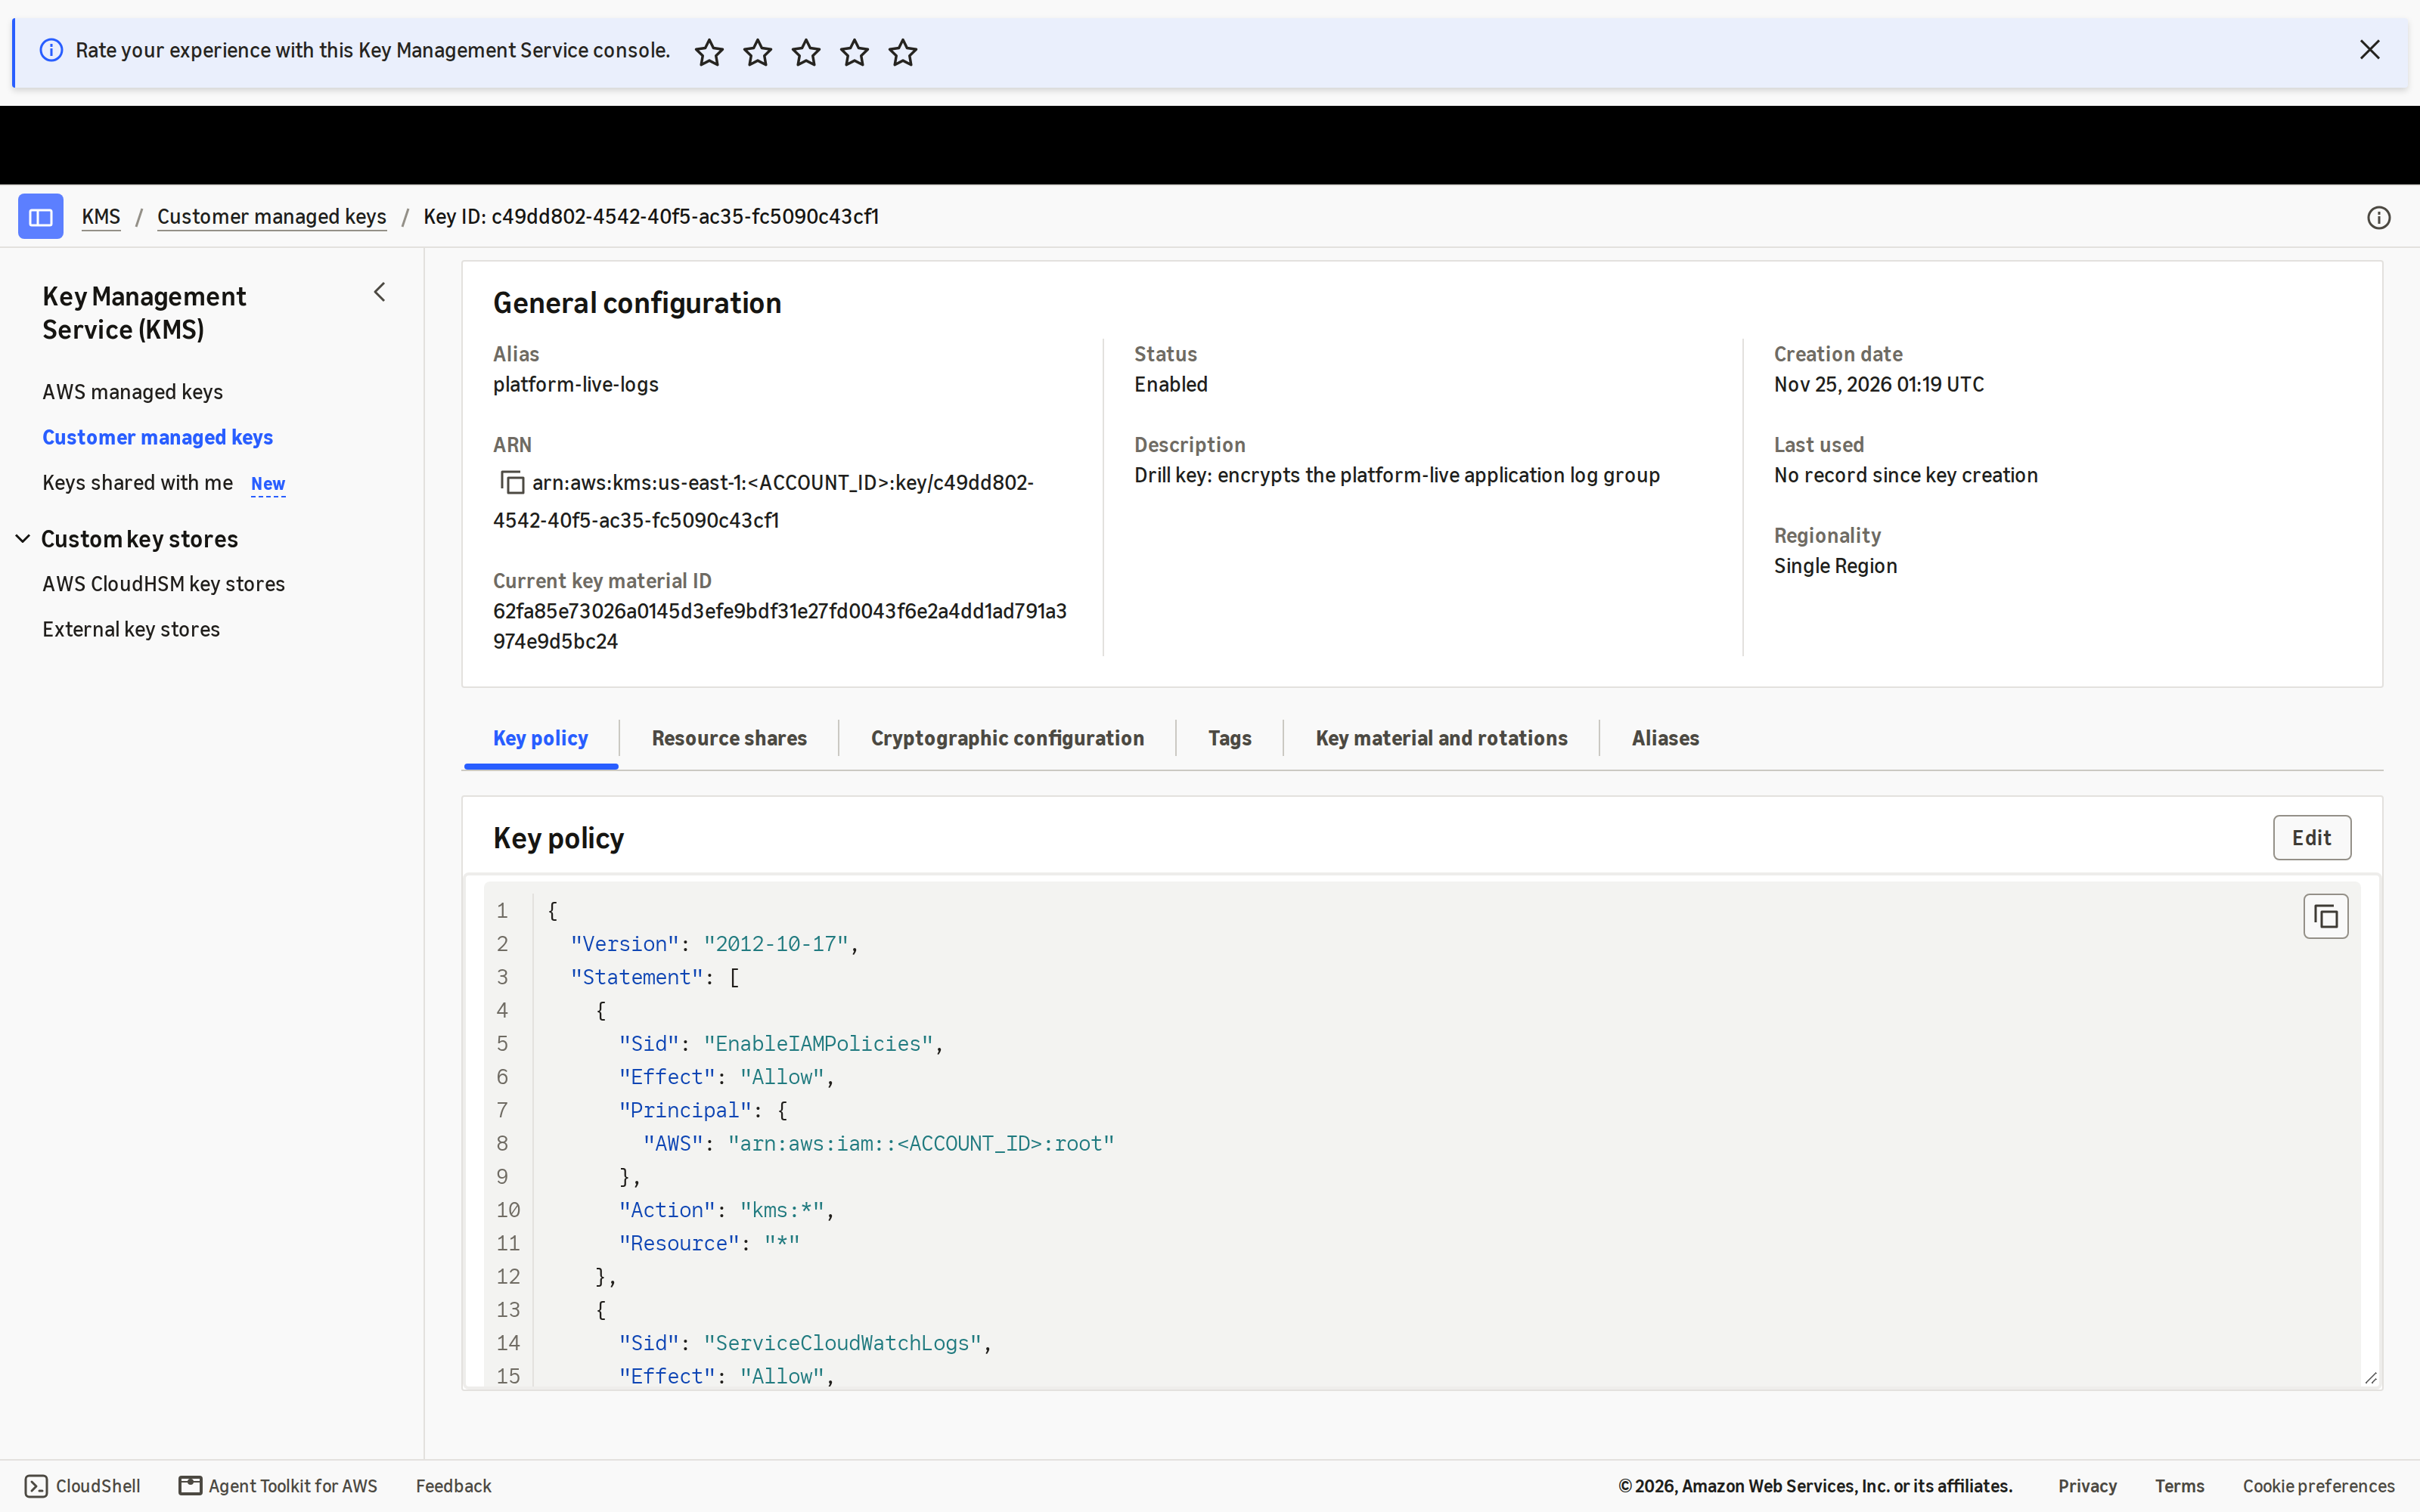 Rate your experience with this Key Management Service console.
KMS / Customer managed keys / Key ID: c49dd802-4542-40f5-ac35-fc5090c43cf1
Key Management
Service (KMS)
AWS managed keys
Customer managed keys
Keys shared with me New
Custom key stores
AWS CloudHSM key stores
External key stores
General configuration
Alias
platform-live-logs
ARN
arn:aws:kms:us-east-1:<ACCOUNT_ID>:key/c49dd802-
4542-40f5-ac35-fc5090c43cf1
Current key material ID
62fa85e73026a0145d3efe9bdf31e27fd0043f6e2a4dd1ad791a3
974e9d5bc24
Status
Enabled
Description
Drill key: encrypts the platform-live application log group
Creation date
Nov 25, 2026 01:19 UTC
Last used
No record since key creation
Regionality
Single Region
Key policy
Resource shares
Cryptographic configuration
Tags
Key material and rotations
Aliases
Key policy
Edit
1 {
2 "Version": "2012-10-17",
3 "Statement": [
4 {
5 "Sid": "EnableIAMPolicies",
6 "Effect": "Allow",
7 "Principal": {
8 "AWS": "arn:aws:iam::<ACCOUNT_ID>:root"
9 },
10 "Action": "kms:*",
11 "Resource": "*"
12 },
13 {
14 "Sid": "ServiceCloudWatchLogs",
15 "Effect": "Allow",
CloudShell
Agent Toolkit for AWS
Feedback
© 2026, Amazon Web Services, Inc. or its affiliates.
Privacy
Terms
Cookie preferences